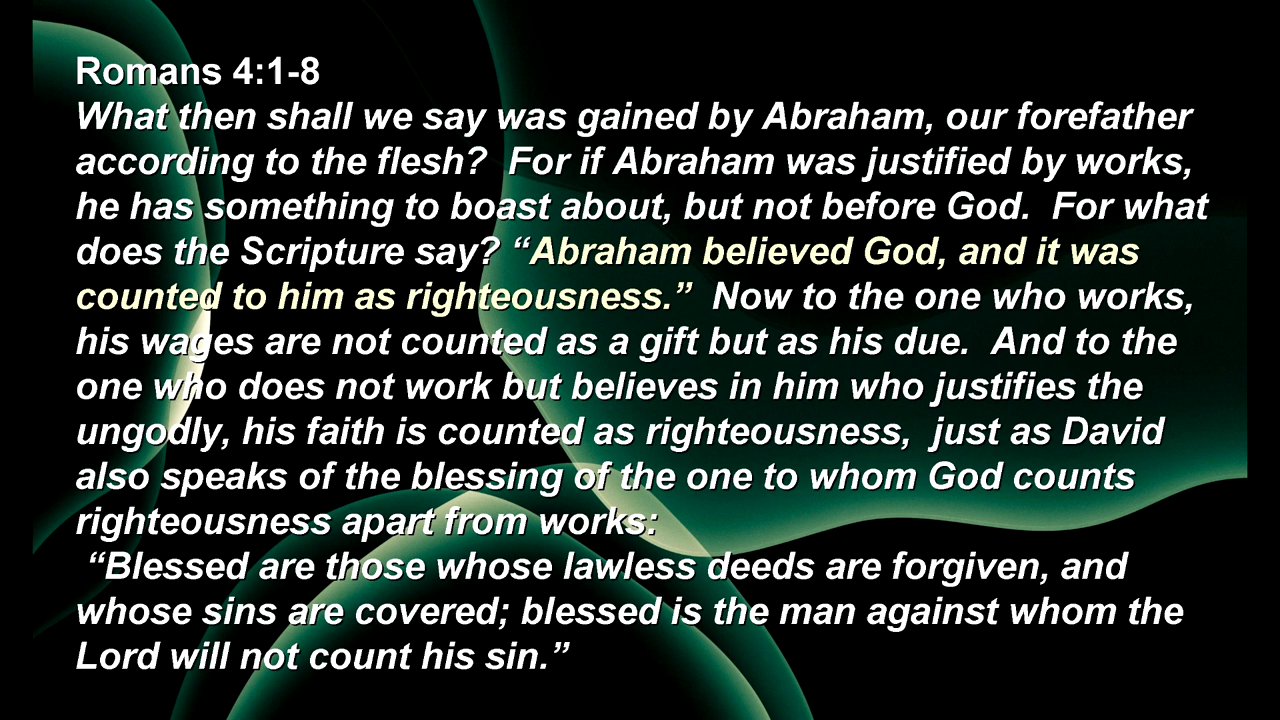 Romans 4:1-8
What then shall we say was gained by Abraham, our forefather
according to the flesh?  For if Abraham was justified by works,
he has something to boast about, but not before God.  For what
does the Scripture say? “Abraham believed God, and it was
counted to him as righteousness.”  Now to the one who works,
his wages are not counted as a gift but as his due.  And to the
one who does not work but believes in him who justifies the
ungodly, his faith is counted as righteousness,  just as David
also speaks of the blessing of the one to whom God counts
righteousness apart from works:
“Blessed are those whose lawless deeds are forgiven, and
whose sins are covered; blessed is the man against whom the
Lord will not count his sin.”